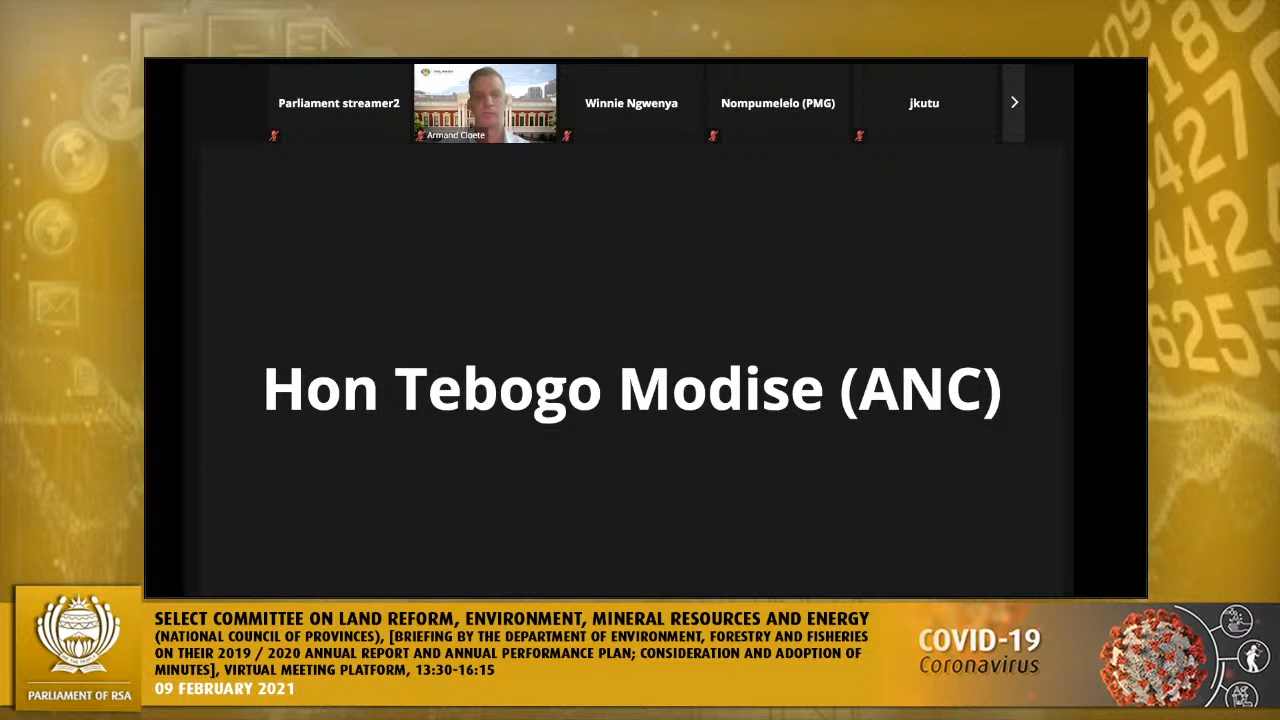 Parliament streamer2
Armand Cloete
Winnie Ngwenya
Nompumelelo (PMG)
jkutu
Hon Tebogo Modise (ANC)
SELECT COMMITTEE ON LAND REFORM, ENVIRONMENT, MINERAL RESOURCES AND ENERGY
(NATIONAL COUNCIL OF PROVINCES), [BRIEFING BY THE DEPARTMENT OF ENVIRONMENT, FORESTRY AND FISHERIES
ON THEIR 2019 / 2020 ANNUAL REPORT AND ANNUAL PERFORMANCE PLAN; CONSIDERATION AND ADOPTION OF
MINUTES], VIRTUAL MEETING PLATFORM, 13:30-16:15
09 FEBRUARY 2021
PARLIAMENT OF RSA
COVID-19
Coronavirus